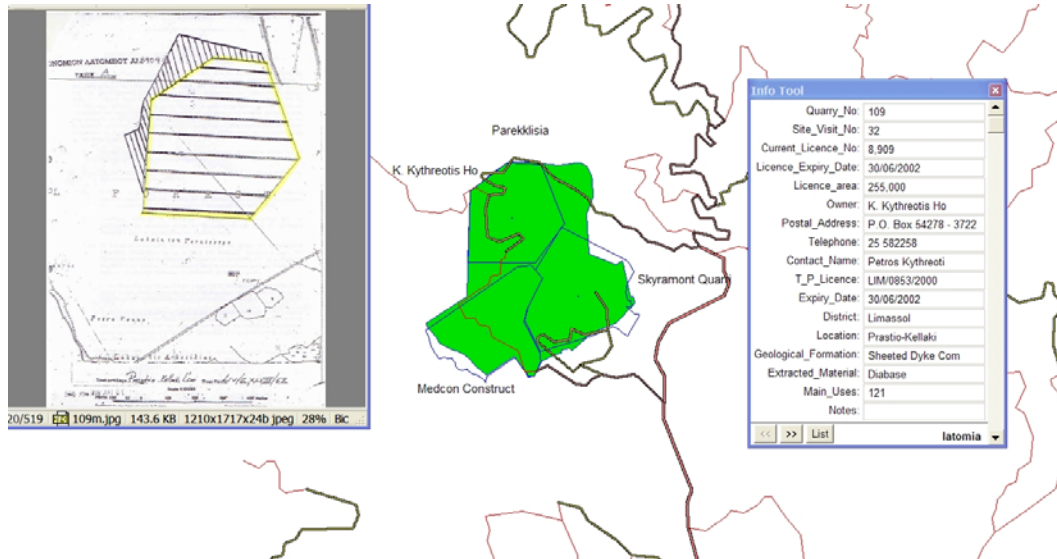 Parekklisia
K. Kythreotis Ho
Skyramont Quarri
Medcon Construct
20/519 109m.jpg 143.6 KB 1210x1717x24b jpeg 28% Bic
Info Tool
Quarry_No: 109
Site_Visit_No: 32
Current_Licence_No: 8,909
Licence_Expiry_Date: 30/06/2002
Licence_area: 255,000
Owner: K. Kythreotis Ho
Postal_Address: P.O. Box 54278 - 3722
Telephone: 25 582258
Contact_Name: Petros Kythreoti
T_P_Licence: LIM/0853/2000
Expiry_Date: 30/06/2002
District: Limassol
Location: Prastio-Kellaki
Geological_Formation: Sheeted Dyke Com
Extracted_Material: Diabase
Main_Uses: 121
Notes:
<< >> List latomia